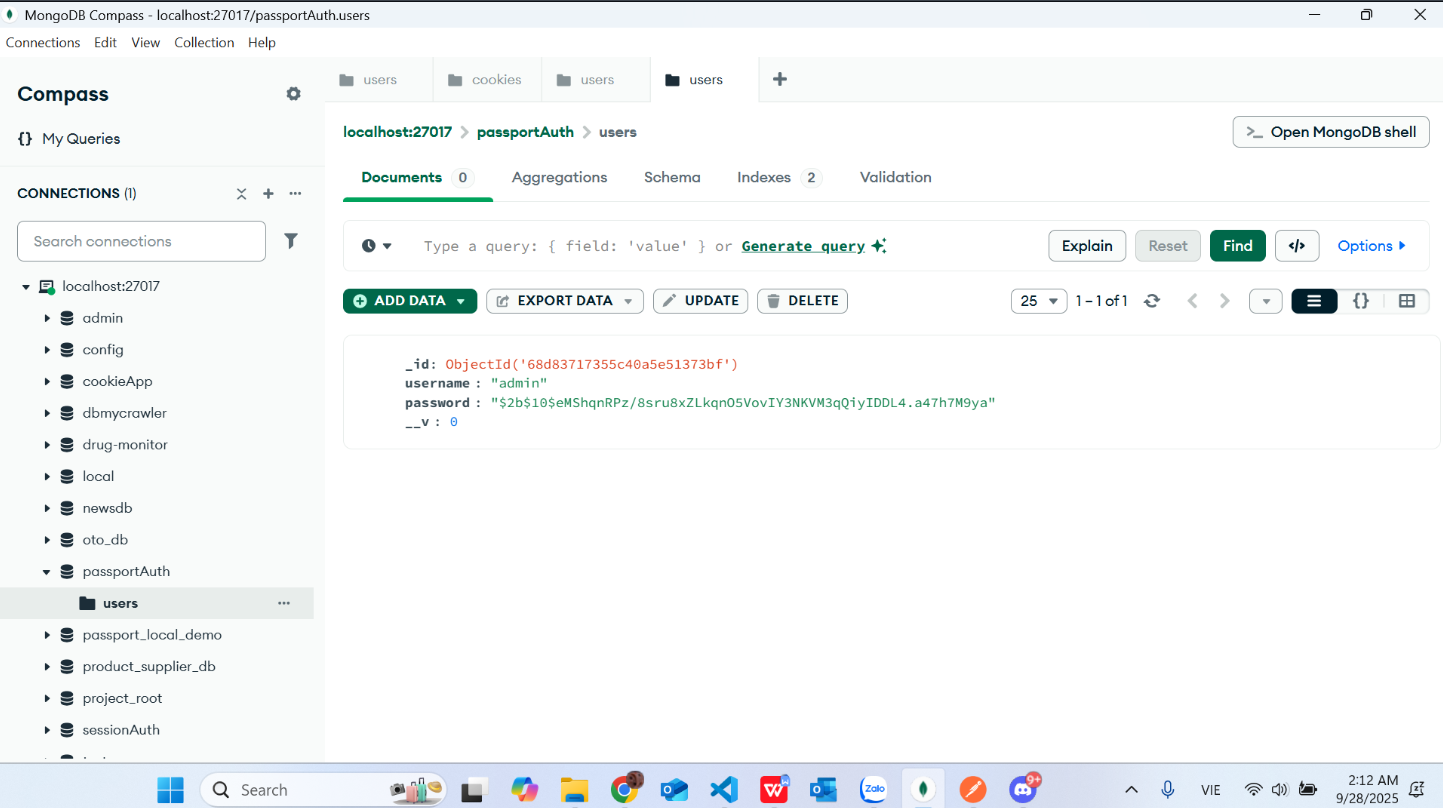 MongoDB Compass - localhost:27017/passportAuth.users
Connections Edit View Collection Help
Compass
{} My Queries
CONNECTIONS (1)
Search connections
localhost:27017
admin
config
cookieApp
dbmycrawler
drug-monitor
local
newsdb
oto_db
passportAuth
users
passport_local_demo
product_supplier_db
project_root
sessionAuth
users cookies users users
localhost:27017 > passportAuth > users
>_ Open MongoDB shell
Documents 0 Aggregations Schema Indexes 2 Validation
Type a query: { field: 'value' } or Generate query
Explain Reset Find </> Options
ADD DATA EXPORT DATA UPDATE DELETE 25 1 – 1 of 1 {}
_id: ObjectId('68d83717355c40a5e51373bf')
username : "admin"
password : "$2b$10$eMShqnRPz/8sru8xZLkqnO5VovIY3NKVM3qQiyIDDL4.a47h7M9ya"
__v : 0
Search
W
Zalo
9+
VIE
2:12 AM
9/28/2025